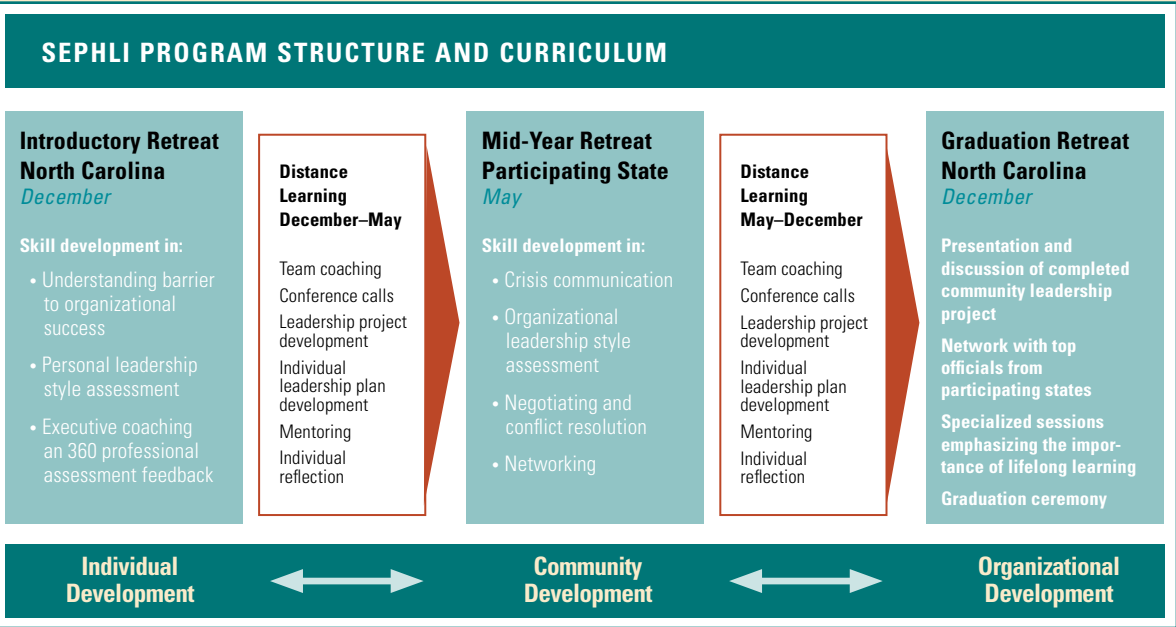 SEPHLI PROGRAM STRUCTURE AND CURRICULUM
Introductory Retreat
North Carolina
December
Skill development in:
• Understanding barrier
to organizational
success
• Personal leadership
style assessment
• Executive coaching
an 360 professional
assessment feedback
Distance
Learning
December–May
Team coaching
Conference calls
Leadership project
development
Individual
leadership plan
development
Mentoring
Individual
reflection
Mid-Year Retreat
Participating State
May
Skill development in:
• Crisis communication
• Organizational
leadership style
assessment
• Negotiating and
conflict resolution
• Networking
Distance
Learning
May–December
Team coaching
Conference calls
Leadership project
development
Individual
leadership plan
development
Mentoring
Individual
reflection
Graduation Retreat
North Carolina
December
Presentation and
discussion of completed
community leadership
project
Network with top
officials from
participating states
Specialized sessions
emphasizing the impor-
tance of lifelong learning
Graduation ceremony
Individual
Development
Community
Development
Organizational
Development